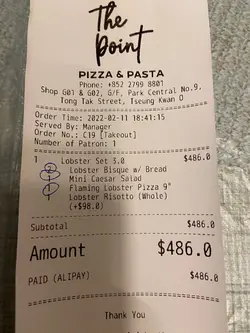 The
Point
PIZZA & PASTA
Phone: +852 2799 8801
Shop G01 & G02, G/F, Park Central No.9,
Tong Tak Street, Tseung Kwan O
Order Time: 2022-02-11 18:41:15
Served By: Manager
Order No.: C19 [Takeout]
Number of Patron: 1
1 Lobster Set 3.0 $486.0
Lobster Bisque w/ Bread
Mini Caesar Salad
Flaming Lobster Pizza 9"
Lobster Risotto (Whole)
(+$98.0)
Subtotal $486.0
Amount $486.0
PAID (ALIPAY) $486.0
Thank You